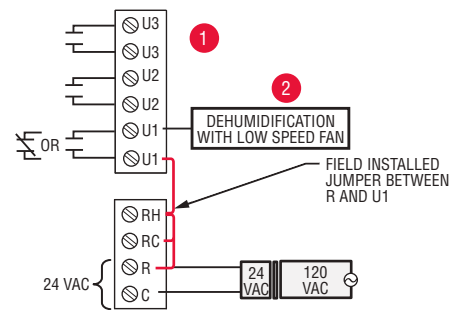 U3
1
U3
U2
2
U2
DEHUMIDIFICATION
WITH LOW SPEED FAN
OR
U1
U1
FIELD INSTALLED
JUMPER BETWEEN
R AND U1
RH
RC
R
24 VAC
C
24
VAC
120
VAC